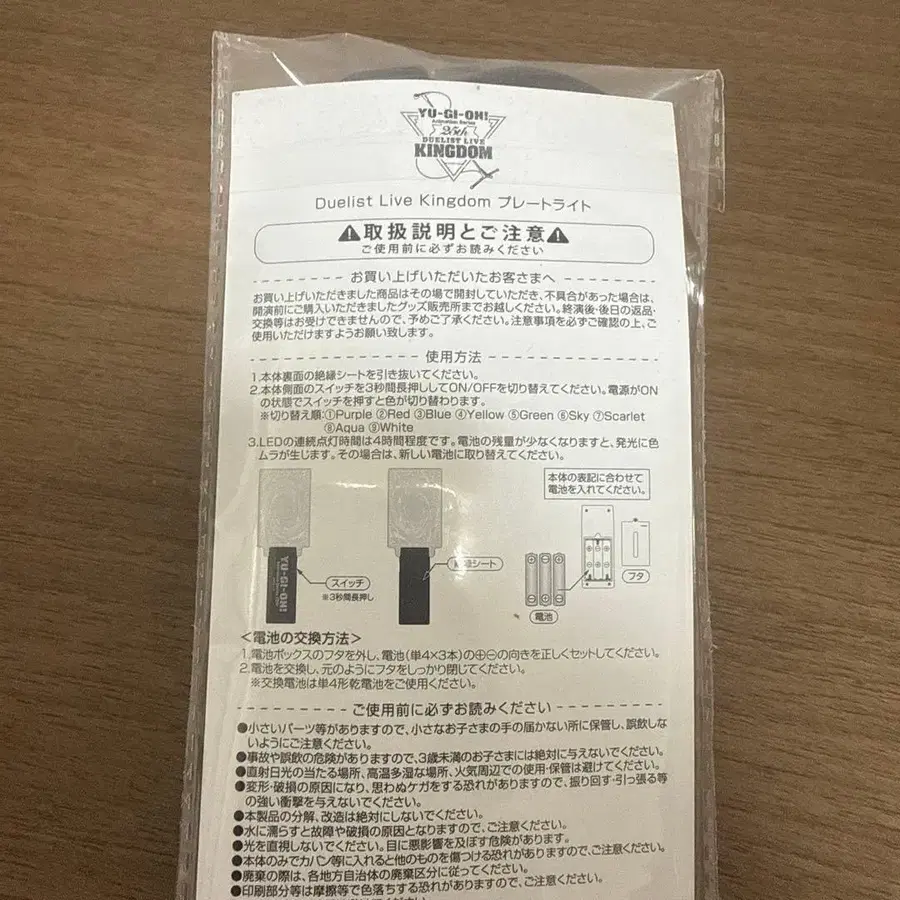 YU-GI-OH!
Animation Series
25th
DUELIST LIVE
KINGDOM
Duelist Live Kingdom プレートライト
⚠取扱説明とご注意⚠
ご使用前に必ずお読みください
お買い上げいただいたお客さまへ
お買い上げいただきました商品はその場で開封していただき、不具合があった場合は、
開演前にご購入いただきましたグッズ販売所までお越しください。終演後・後日の返品・
交換等はお受けできませんので、予めご了承ください。注意事項を必ずご確認の上、ご
使用いただけますようお願い致します。
使用方法
1.本体裏面の絶縁シートを引き抜いてください。
2.本体側面のスイッチを3秒間長押ししてON/OFFを切り替えてください。電源がON
の状態でスイッチを押すと色が切り替わります。
※切り替え順:①Purple ②Red ③Blue ④Yellow ⑤Green ⑥Sky ⑦Scarlet
⑧Aqua ⑨White
3.LEDの連続点灯時間は4時間程度です。電池の残量が少なくなりますと、発光に色
ムラが生じます。その場合は、新しい電池に取り替えてください。
本体の表記に合わせて
電池を入れてください。
YU-GI-OH!
スイッチ
※3秒間長押し
絶縁シート
電池
フタ
<電池の交換方法>
1.電池ボックスのフタを外し、電池(単4×3本)の⊕⊖の向きを正しくセットしてください。
2.電池を交換し、元のようにフタをしっかり閉じてください。
※交換電池は単4形乾電池をご使用ください。
ご使用前に必ずお読みください
●小さいパーツ等がありますので、小さなお子さまの手の届かない所に保管し、誤飲しな
いようにご注意ください。
●事故や誤飲の危険がありますので、3歳未満のお子さまには絶対に与えないでください。
●直射日光の当たる場所、高温多湿な場所、火気周辺での使用・保管は避けてください。
●変形・破損の原因になり、思わぬケガをする恐れがありますので、振り回す・引っ張る等
の強い衝撃を与えないでください。
●本製品の分解、改造は絶対にしないでください。
●水に濡らすと故障や破損の原因となりますので、ご注意ください。
●光を直視しないでください。目に悪影響を及ぼす危険があります。
●本体のみでカバン等に入れると他のものを傷つける恐れがありますので、ご注意ください。
●廃棄の際は、各地方自治体の廃棄区分に従ってください。
●印刷部分等は摩擦等で色落ちする恐れがありますので、ご注意ください。